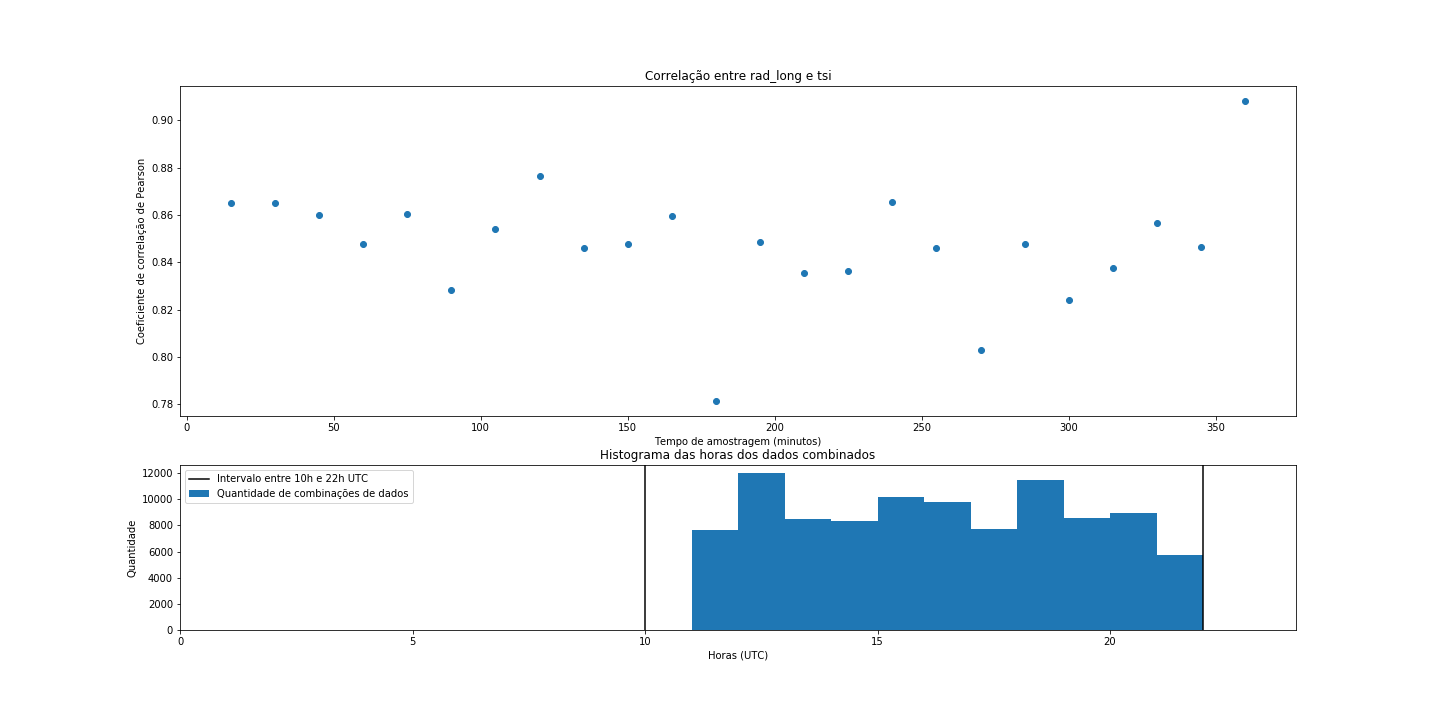 Correlação entre rad_long e tsi
Coeficiente de correlação de Pearson
0.90
0.88
0.86
0.84
0.82
0.80
0.78
0 50 100 150 200 250 300 350
Tempo de amostragem (minutos)
Histograma das horas dos dados combinados
Quantidade
12000
10000
8000
6000
4000
2000
0
Intervalo entre 10h e 22h UTC
Quantidade de combinações de dados
0 5 10 15 20
Horas (UTC)